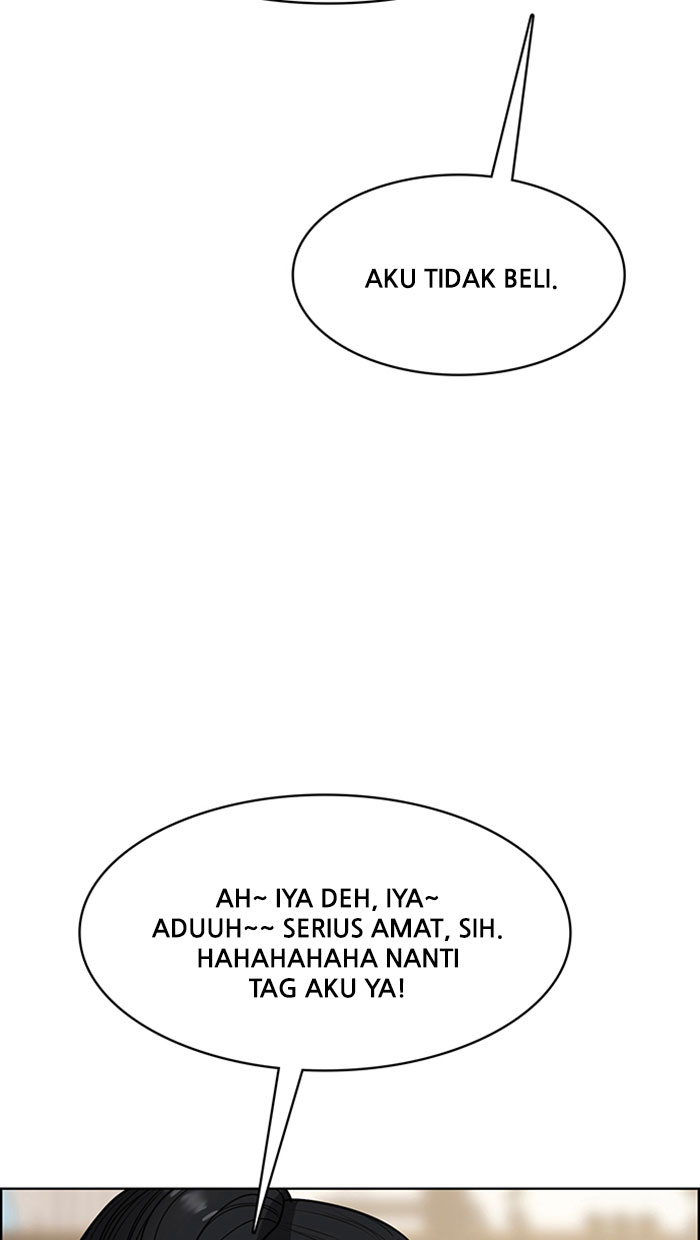 AKU TIDAK BELI.
AH~ IYA DEH, IYA~
ADUUH~~ SERIUS AMAT, SIH.
HAHAHAHAHA NANTI
TAG AKU YA!